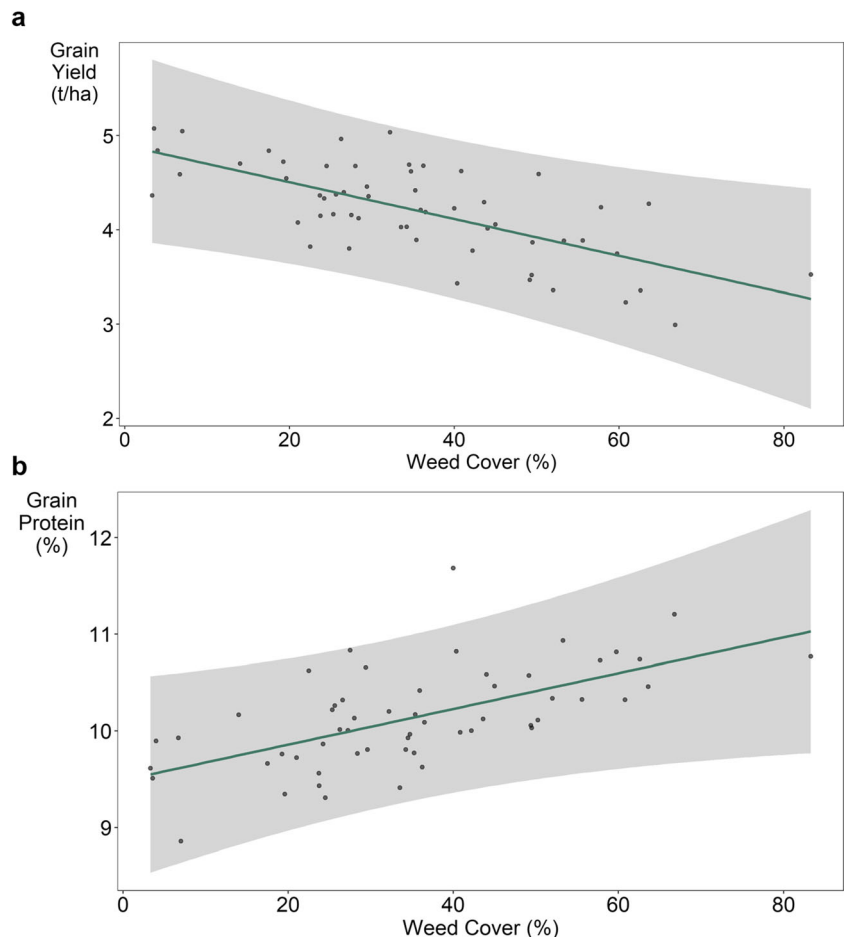 a
Grain
Yield
(t/ha)
5
4
3
2
0 20 40 60 80
Weed Cover (%)
b
Grain
Protein
(%)
12
11
10
9
0 20 40 60 80
Weed Cover (%)